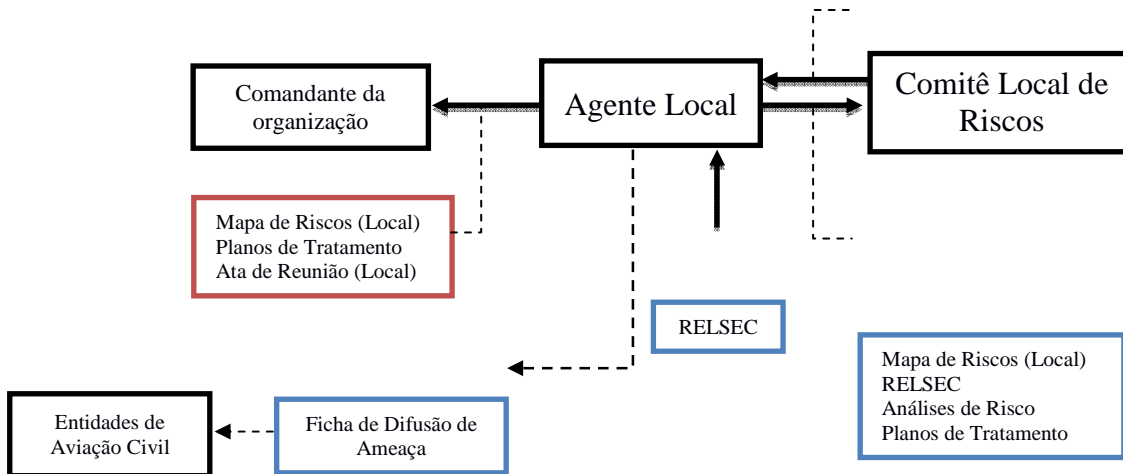 Comandante da
organização
Agente Local
Comitê Local de
Riscos
Mapa de Riscos (Local)
Planos de Tratamento
Ata de Reunião (Local)
RELSEC
Mapa de Riscos (Local)
RELSEC
Análises de Risco
Planos de Tratamento
Entidades de
Aviação Civil
Ficha de Difusão de
Ameaça